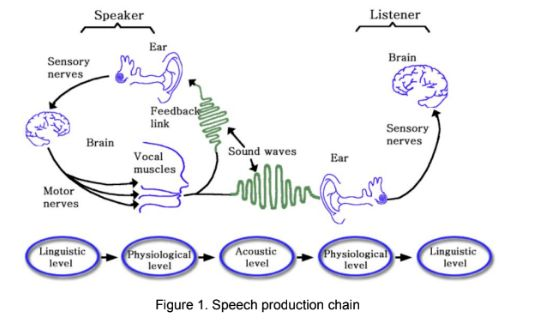 Speaker
Listener
Ear
Sensory
nerves
Brain
Feedback
link
Brain
Vocal
muscles
Sound waves
Sensory
nerves
Ear
Motor
nerves
Linguistic
level
Physiological
level
Acoustic
level
Physiological
level
Linguistic
level
Figure 1. Speech production chain